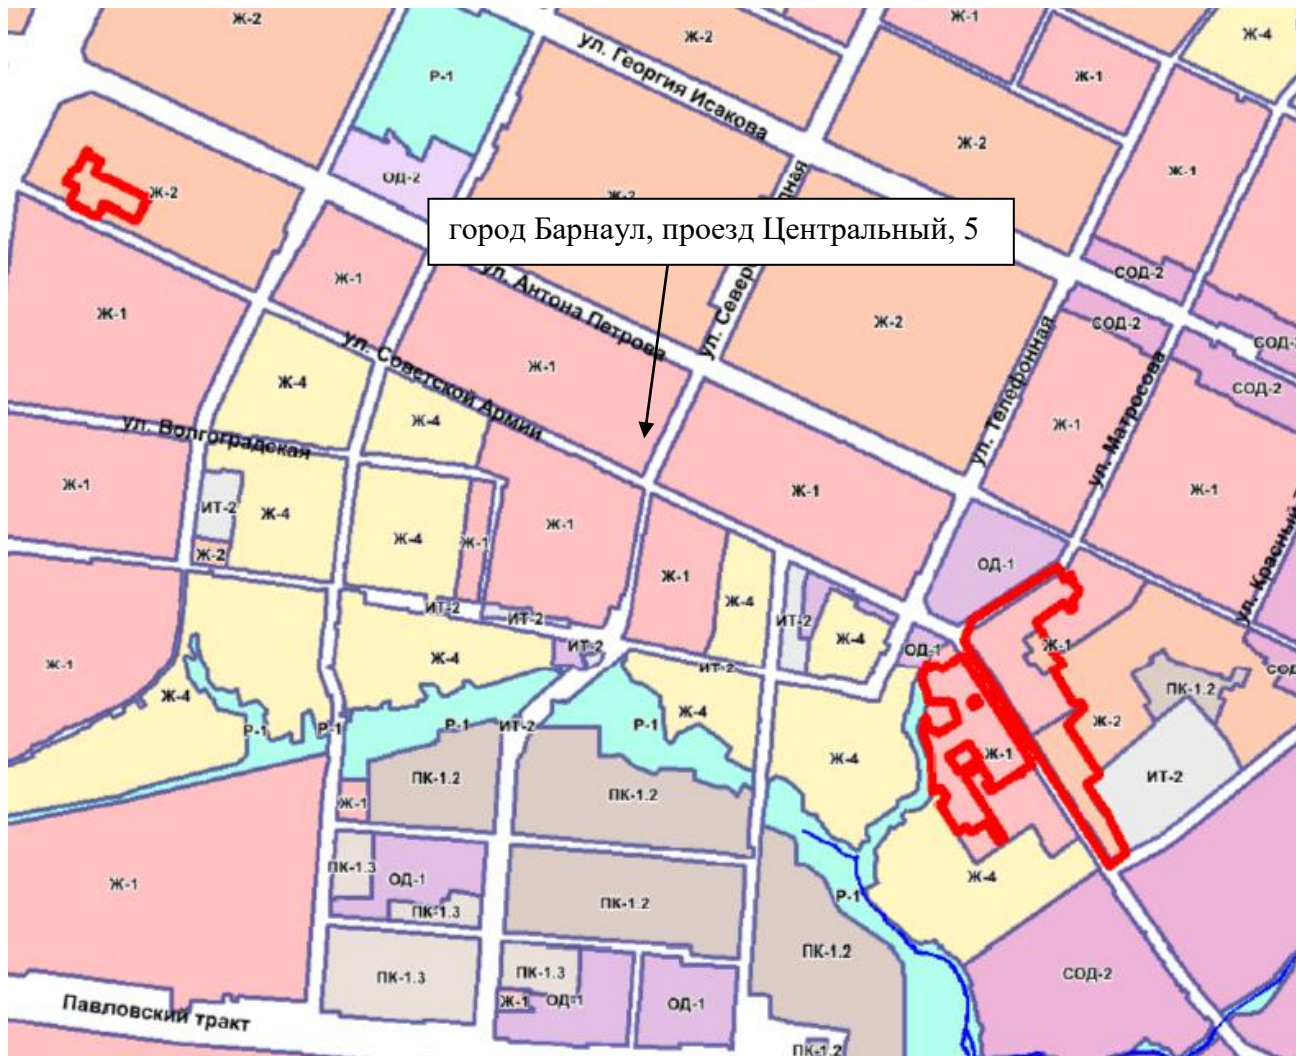 Ж-2
ул. Георгия Исакова
Ж-2
Ж-1
Ж-4
Р-1
Ж-1
Ж-2
Ж-1
Ж-2
ОД-2
Ж-2
город Барнаул, проезд Центральный, 5
Ж-1
ул. Антона Петрова
СОД-2
Ж-1
ул. Советской Армии
Ж-1
Ж-2
ул. Телефонная
СОД-2
ул. Матросова
СОД-2
Ж-4
Ж-4
Ж-1
ул. Волгоградская
Ж-1
ИТ-2
Ж-4
Ж-4
Ж-1
Ж-1
Ж-1
Ж-1
Ж-2
Ж-1
Ж-4
ОД-1
ул. Красный
ИТ-2
ИТ-2
ИТ-2
Ж-4
ИТ-2
Ж-1
Ж-4
ИТ-2
ОД-1
Ж-1
СОД
Ж-4
Р-1
Р-1
Р-1
ИТ-2
Р-1
Ж-4
Ж-4
Ж-1
Ж-2
ПК-1.2
ИТ-2
ПК-1.2
ПК-1.2
Ж-1
Ж-1
ПК-1.3
ОД-1
ПК-1.3
ПК-1.2
Р-1
Ж-4
ПК-1.2
ПК-1.3
ПК-1.3
Ж-1
ОД-1
ОД-1
СОД-2
Павловский тракт
ПК-1.2